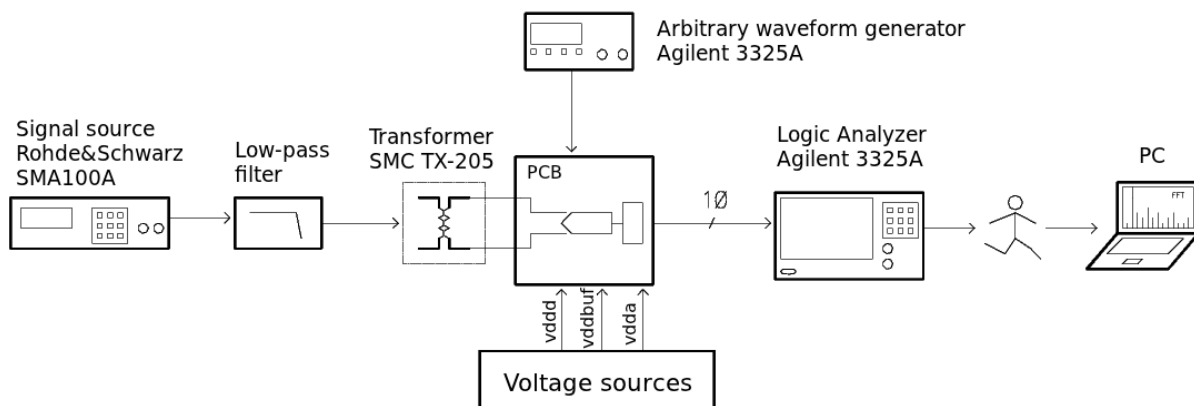 Arbitrary waveform generator
Agilent 3325A
Signal source
Rohde&Schwarz
SMA100A
Low-pass
filter
Transformer
SMC TX-205
PCB
10
Logic Analyzer
Agilent 3325A
PC
FFT
vddd
vddbuf
vdda
Voltage sources